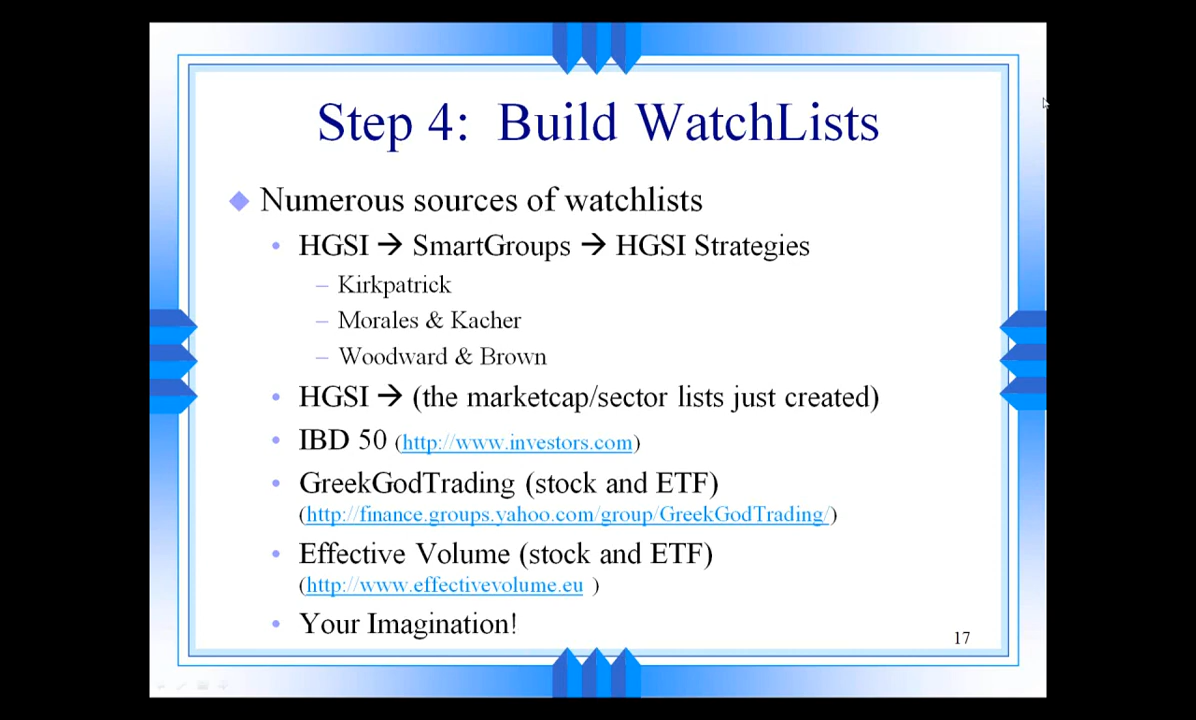 Step 4: Build WatchLists
Numerous sources of watchlists
HGSI → SmartGroups → HGSI Strategies
– Kirkpatrick
– Morales & Kacher
– Woodward & Brown
HGSI → (the marketcap/sector lists just created)
IBD 50 (http://www.investors.com)
GreekGodTrading (stock and ETF)
(http://finance.groups.yahoo.com/group/GreekGodTrading/)
Effective Volume (stock and ETF)
(http://www.effectivevolume.eu )
Your Imagination!
17